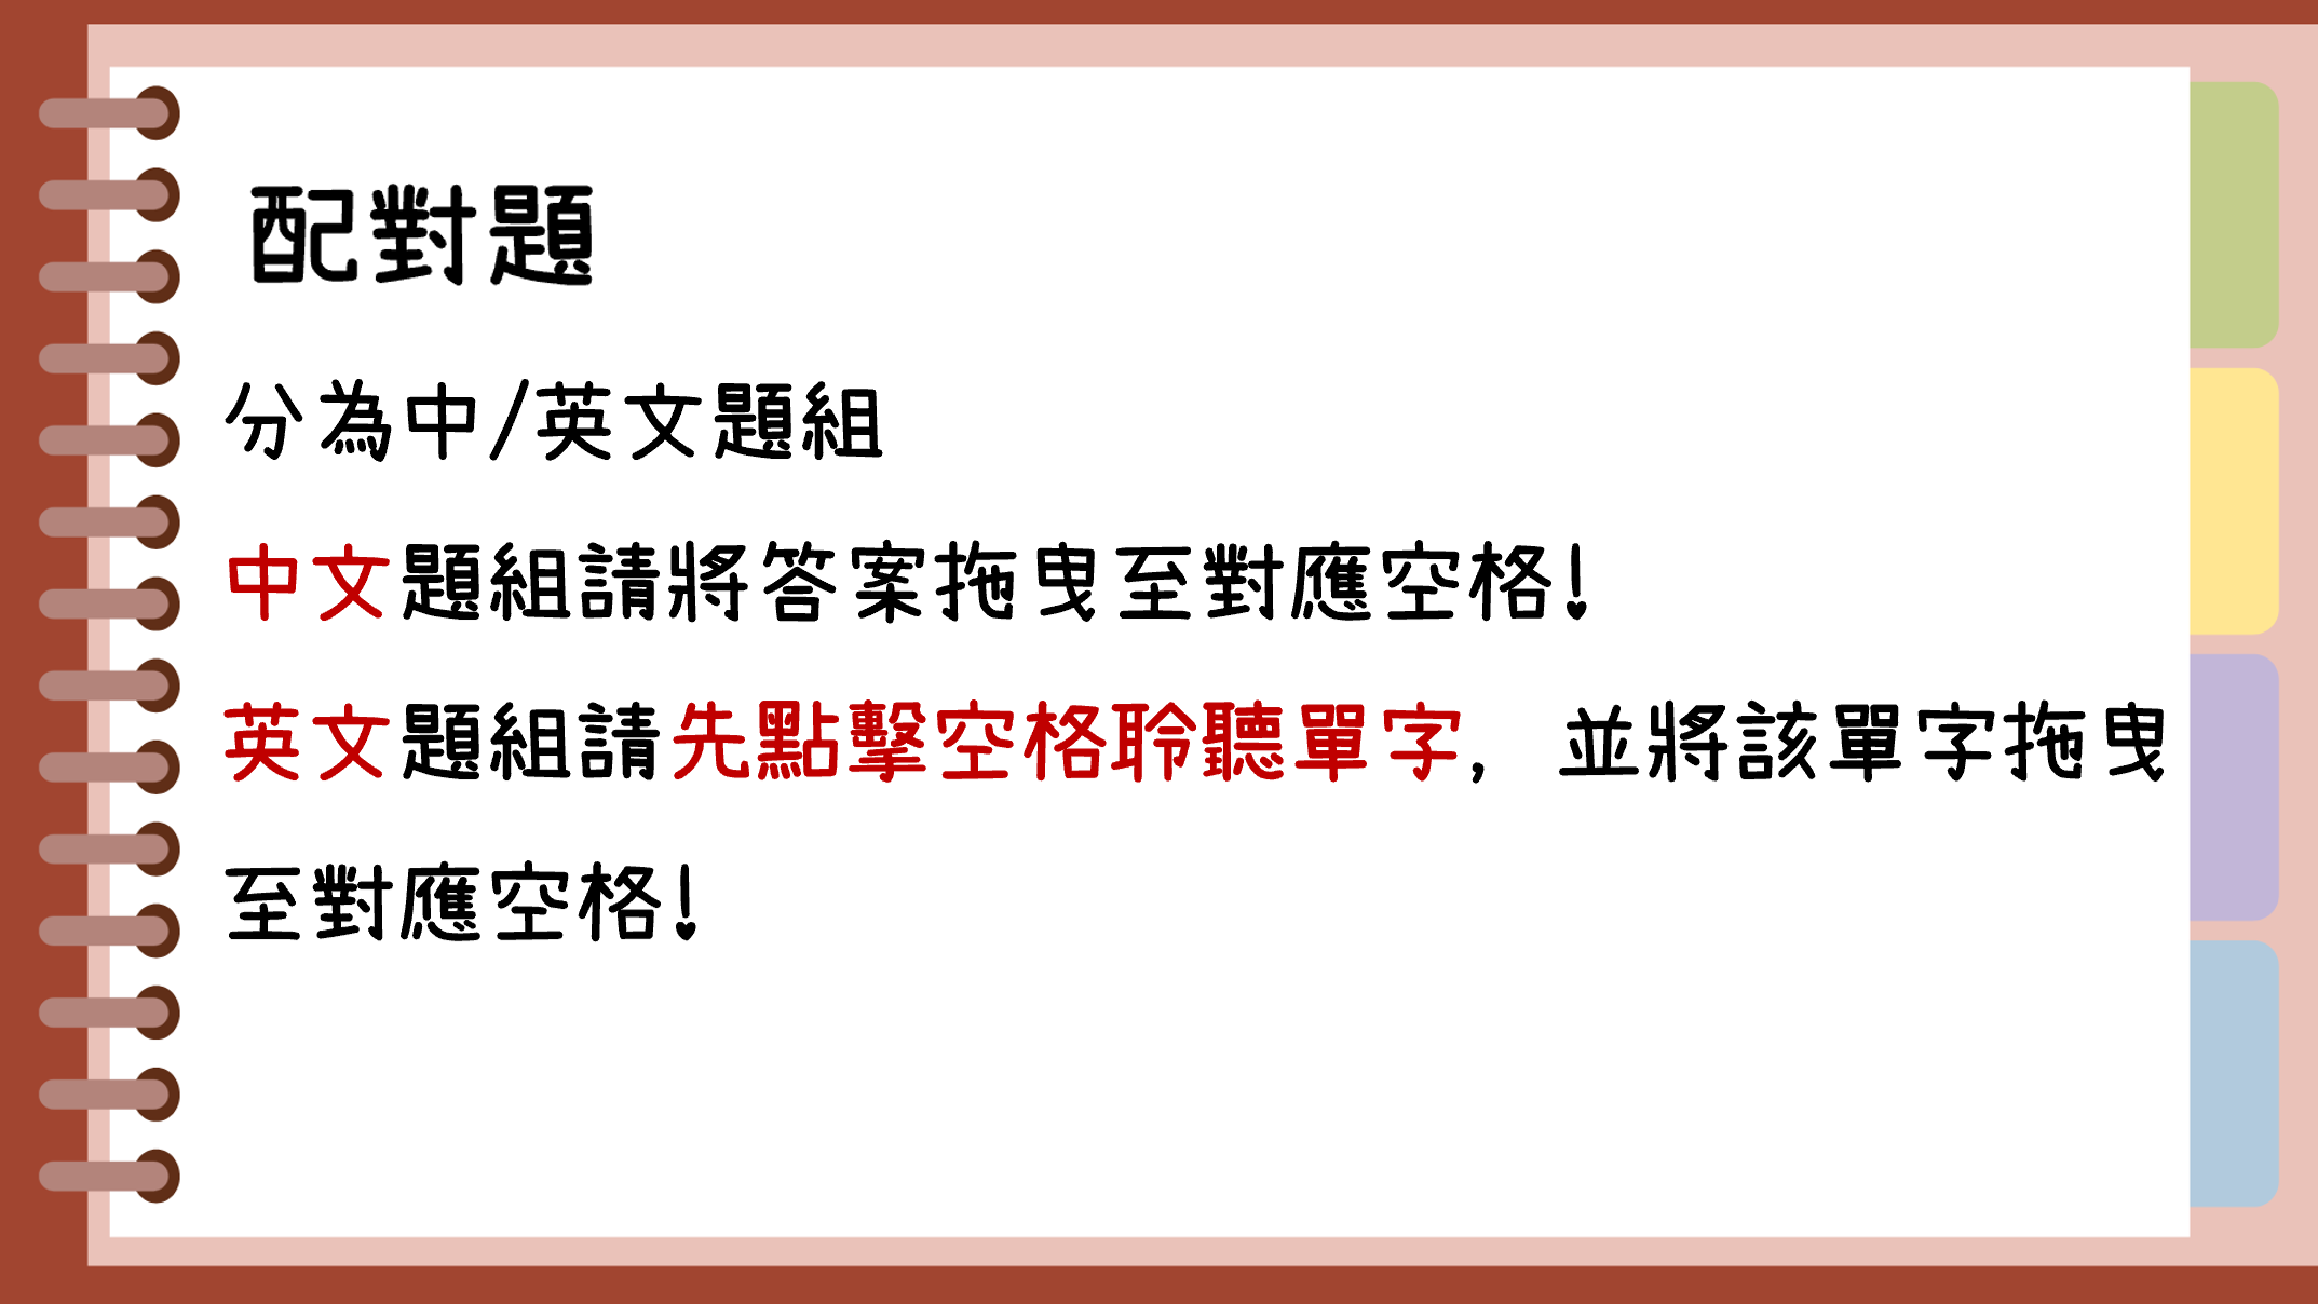 配對題
分為中/英文題組
中文題組請將答案拖曳至對應空格!
英文題組請先點擊空格聆聽單字, 並將該單字拖曳
至對應空格!